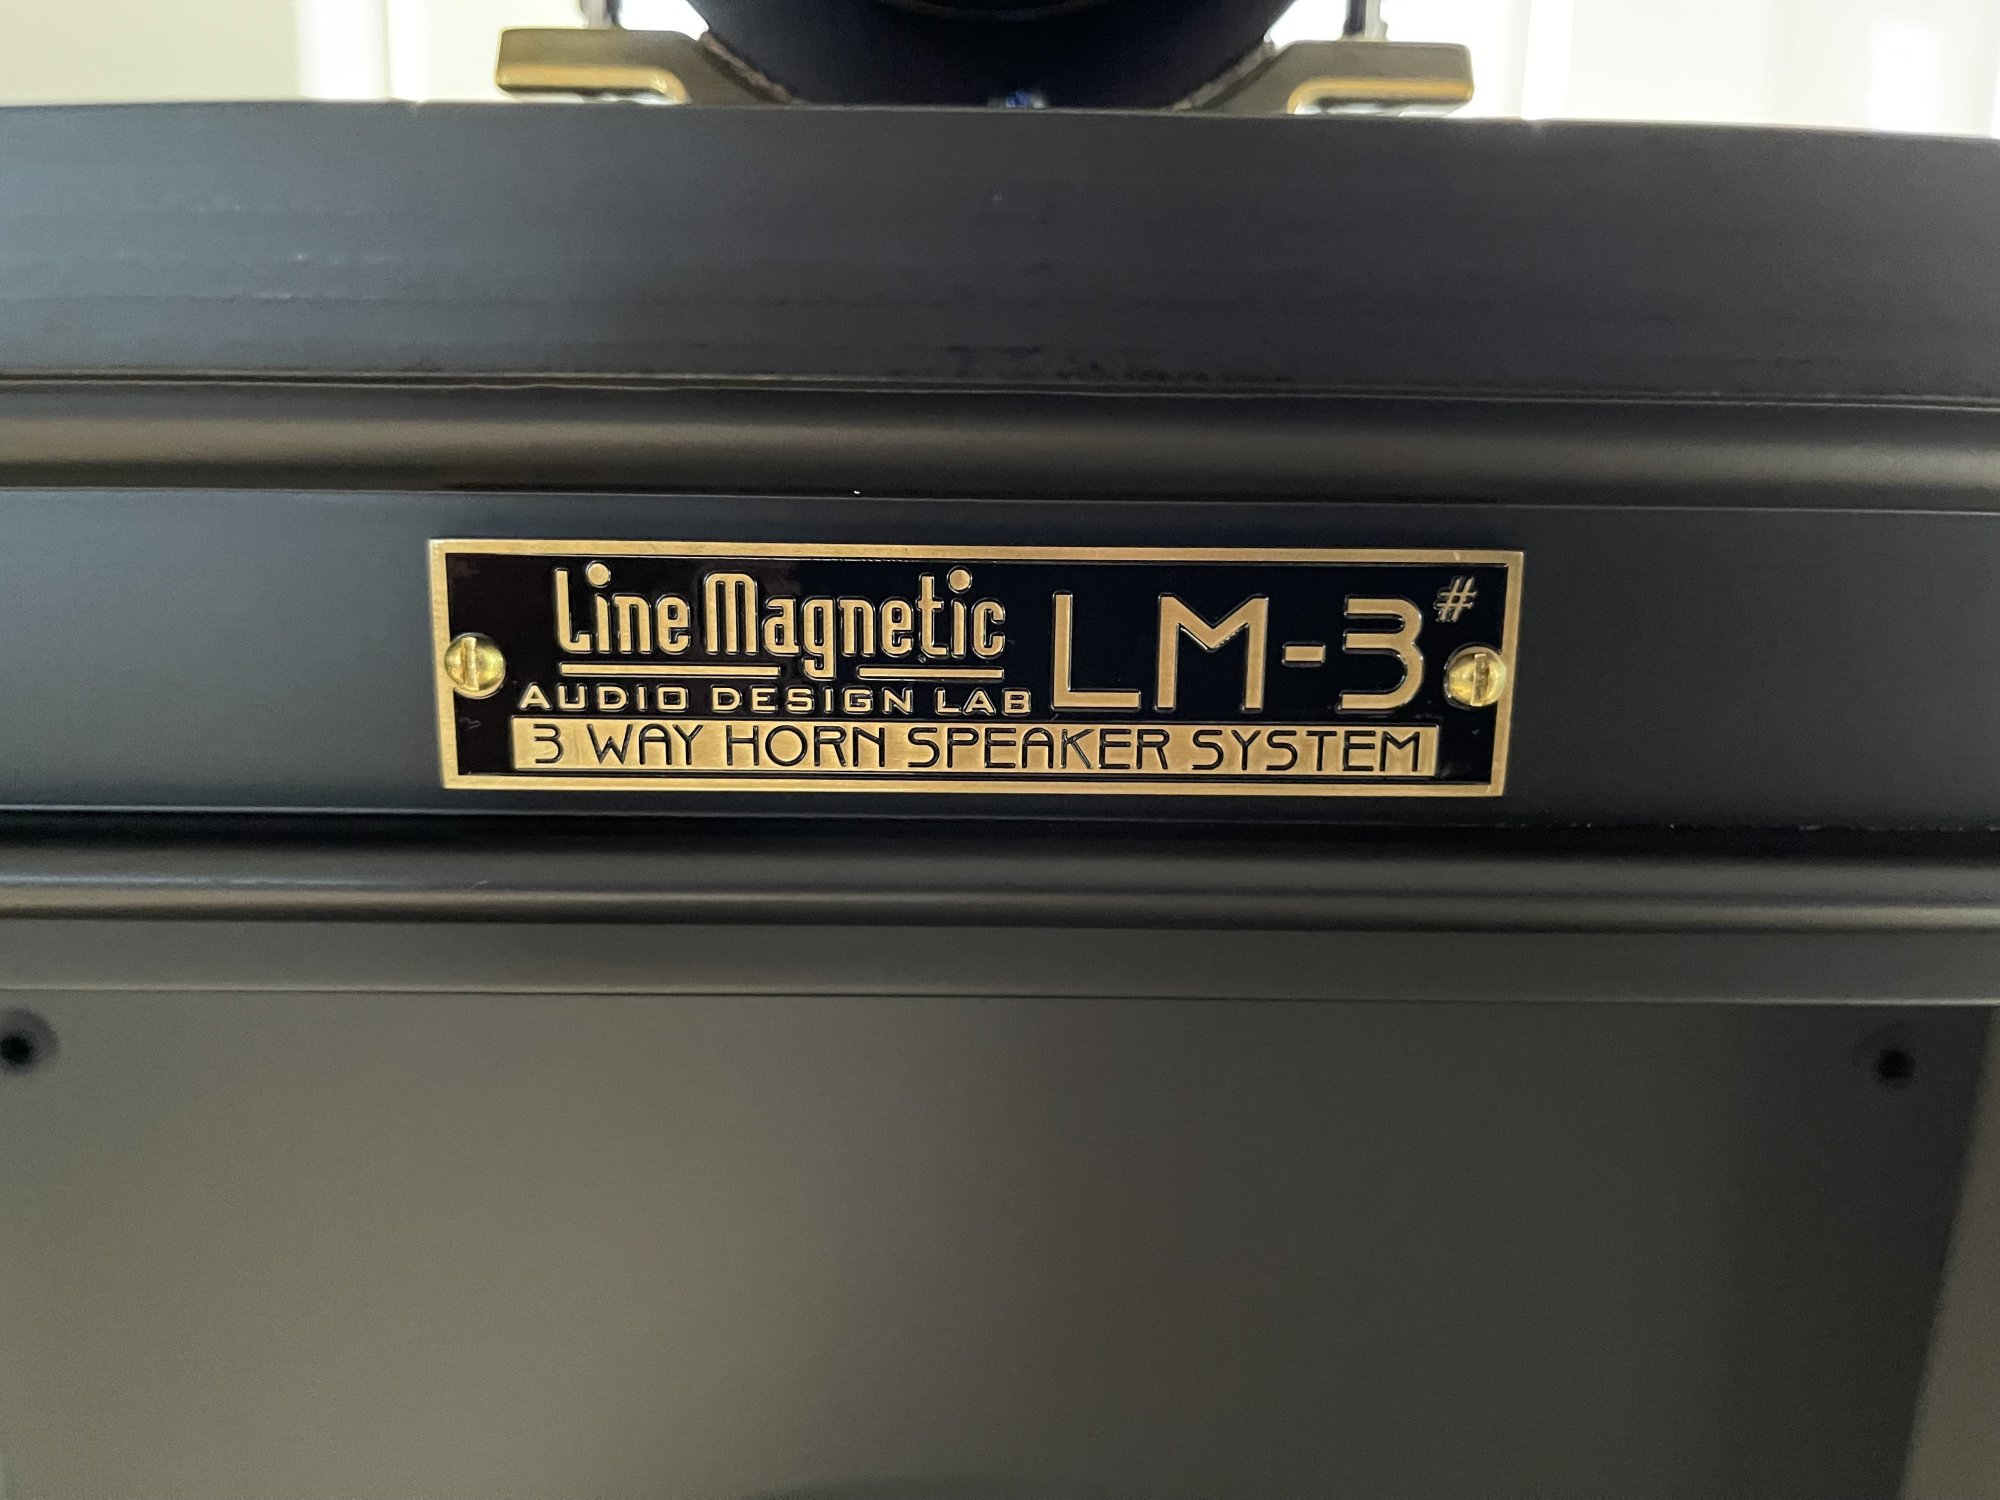 Line Magnetic
AUDIO DESIGN LAB
LM-3#
3 WAY HORN SPEAKER SYSTEM